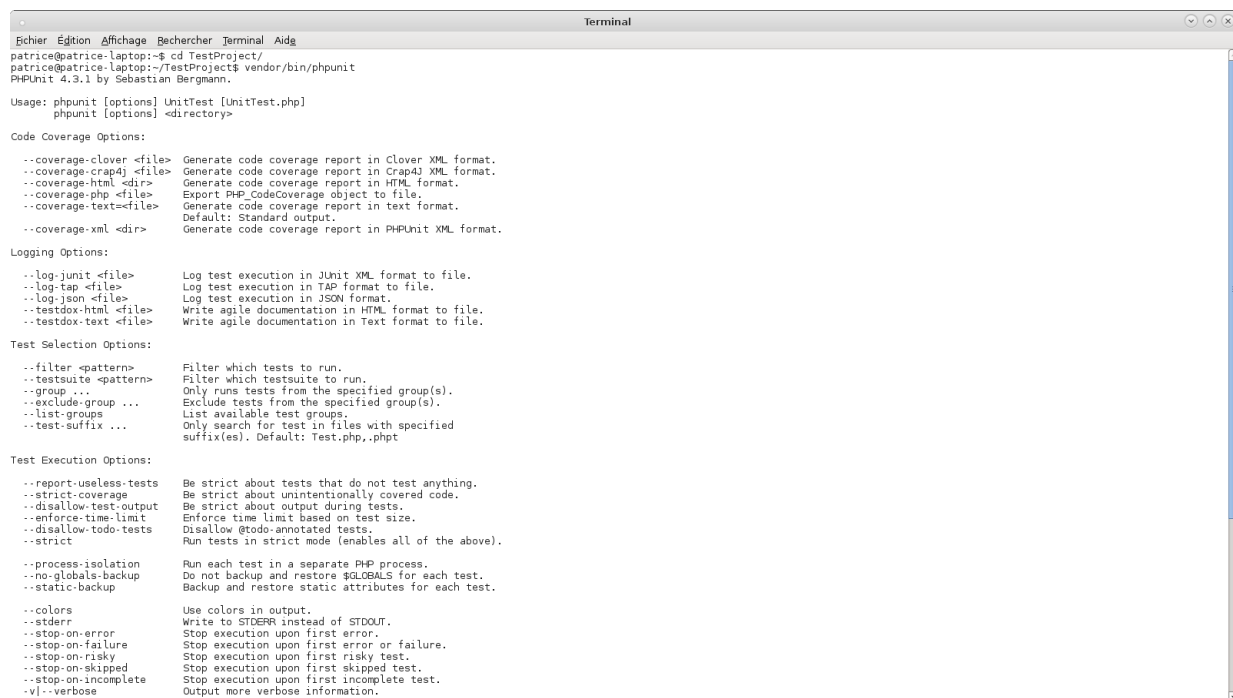 Terminal
Fichier Édition Affichage Rechercher Terminal Aide
patrice@patrice-laptop:~$ cd TestProject/
patrice@patrice-laptop:~/TestProject$ vendor/bin/phpunit
PHPUnit 4.3.1 by Sebastian Bergmann.
Usage: phpunit [options] UnitTest [UnitTest.php]
phpunit [options] <directory>
Code Coverage Options:
--coverage-clover <file> Generate code coverage report in Clover XML format.
--coverage-crap4j <file> Generate code coverage report in Crap4J XML format.
--coverage-html <dir> Generate code coverage report in HTML format.
--coverage-php <file> Export PHP_CodeCoverage object to file.
--coverage-text=<file> Generate code coverage report in text format.
Default: Standard output.
--coverage-xml <dir> Generate code coverage report in PHPUnit XML format.
Logging Options:
--log-junit <file> Log test execution in JUnit XML format to file.
--log-tap <file> Log test execution in TAP format to file.
--log-json <file> Log test execution in JSON format.
--testdox-html <file> Write agile documentation in HTML format to file.
--testdox-text <file> Write agile documentation in Text format to file.
Test Selection Options:
--filter <pattern> Filter which tests to run.
--testsuite <pattern> Filter which testsuite to run.
--group ... Only runs tests from the specified group(s).
--exclude-group ... Exclude tests from the specified group(s).
--list-groups List available test groups.
--test-suffix ... Only search for test in files with specified
suffix(es). Default: Test.php,.phpt
Test Execution Options:
--report-useless-tests Be strict about tests that do not test anything.
--strict-coverage Be strict about unintentionally covered code.
--disallow-test-output Be strict about output during tests.
--enforce-time-limit Enforce time limit based on test size.
--disallow-todo-tests Disallow @todo-annotated tests.
--strict Run tests in strict mode (enables all of the above).
--process-isolation Run each test in a separate PHP process.
--no-globals-backup Do not backup and restore $GLOBALS for each test.
--static-backup Backup and restore static attributes for each test.
--colors Use colors in output.
--stderr Write to STDERR instead of STDOUT.
--stop-on-error Stop execution upon first error.
--stop-on-failure Stop execution upon first error or failure.
--stop-on-risky Stop execution upon first risky test.
--stop-on-skipped Stop execution upon first skipped test.
--stop-on-incomplete Stop execution upon first incomplete test.
-v|--verbose Output more verbose information.